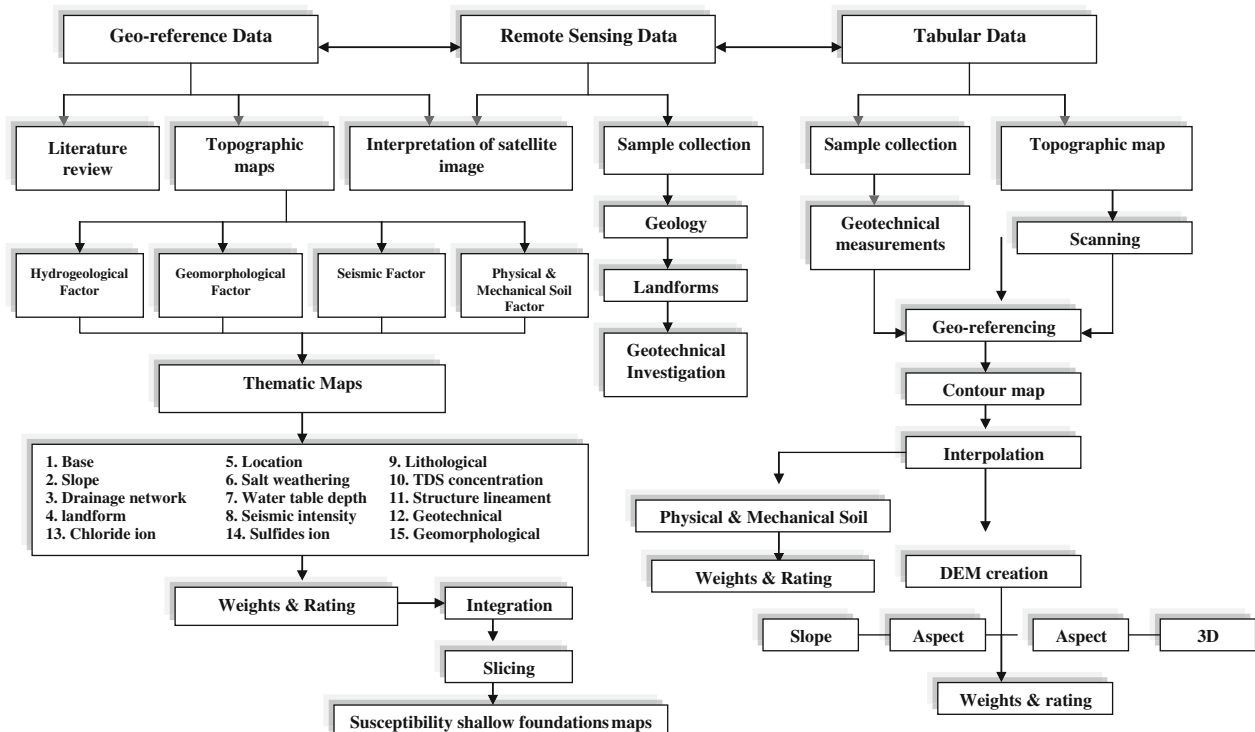 Geo-reference Data
Remote Sensing Data
Tabular Data
Literature
review
Topographic
maps
Interpretation of satellite
image
Sample collection
Sample collection
Topographic map
Geology
Geotechnical
measurements
Scanning
Hydrogeological
Factor
Geomorphological
Factor
Seismic Factor
Physical &
Mechanical Soil
Factor
Landforms
Geo-referencing
Thematic Maps
Geotechnical
Investigation
Contour map
1. Base
2. Slope
3. Drainage network
4. landform
13. Chloride ion
5. Location
6. Salt weathering
7. Water table depth
8. Seismic intensity
14. Sulfides ion
9. Lithological
10. TDS concentration
11. Structure lineament
12. Geotechnical
15. Geomorphological
Interpolation
Physical & Mechanical Soil
Weights & Rating
DEM creation
Weights & Rating
Integration
Slope
Aspect
Aspect
3D
Slicing
Weights & rating
Susceptibility shallow foundations maps